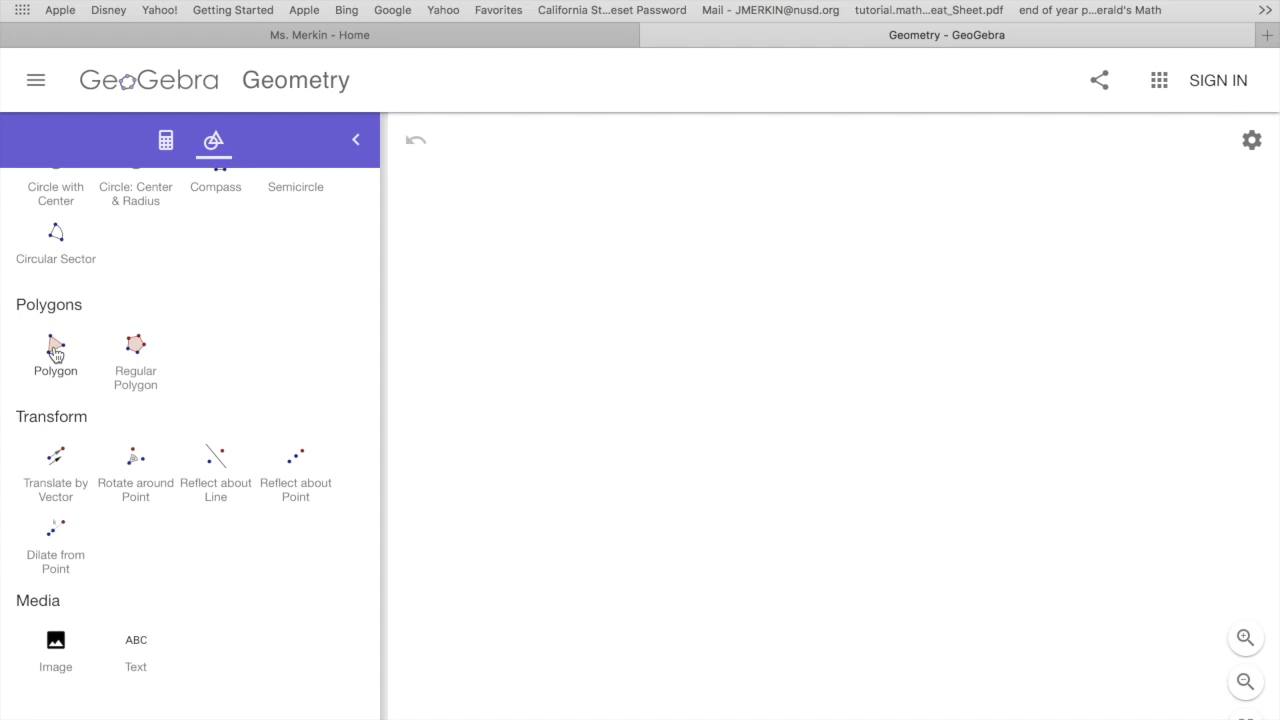 Apple Disney Yahoo! Getting Started Apple Bing Google Yahoo Favorites California St...eset Password Mail - JMERKIN@nusd.org tutorial.math...eat_Sheet.pdf end of year p...erald's Math
Ms. Merkin - Home Geometry - GeoGebra
GeoGebra Geometry SIGN IN
Circle with Center
Circle: Center & Radius
Compass
Semicircle
Circular Sector
Polygons
Polygon
Regular Polygon
Transform
Translate by Vector
Rotate around Point
Reflect about Line
Reflect about Point
Dilate from Point
Media
ABC
Image Text